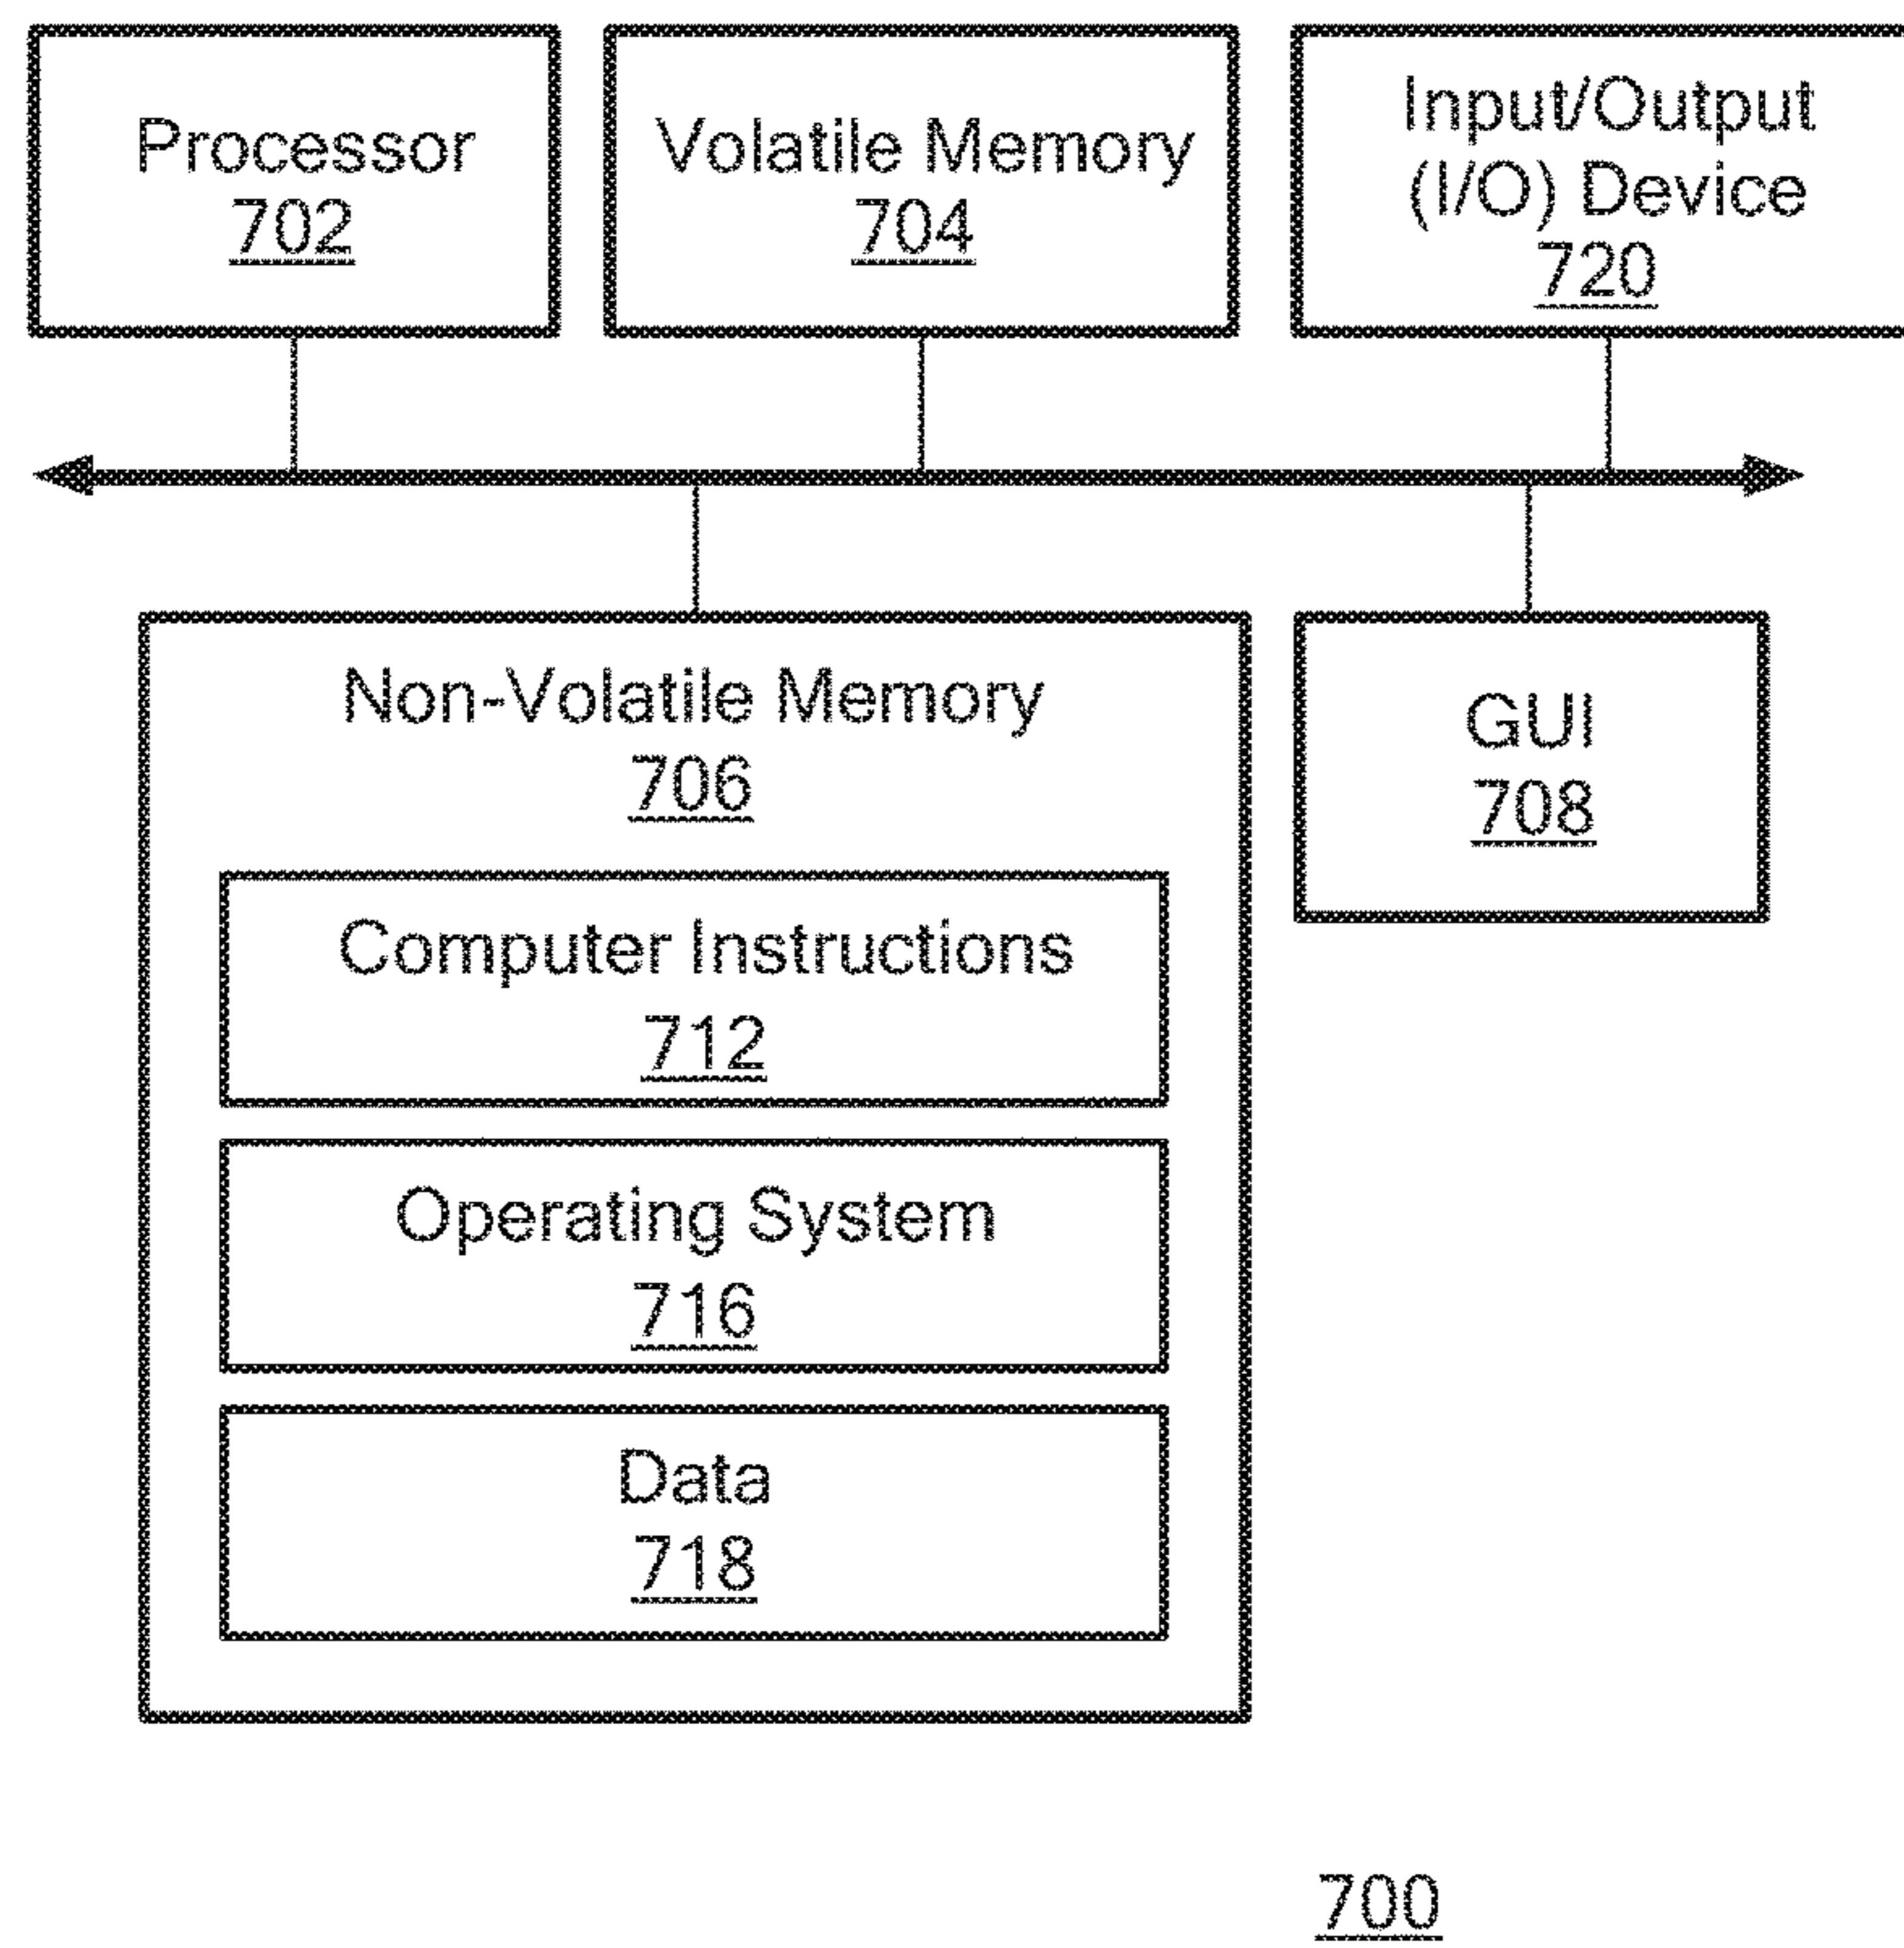 Processor
702
Volatile Memory
704
Input/Output
(I/O) Device
720
Non-Volatile Memory
706
GUI
708
Computer Instructions
712
Operating System
716
Data
718
700